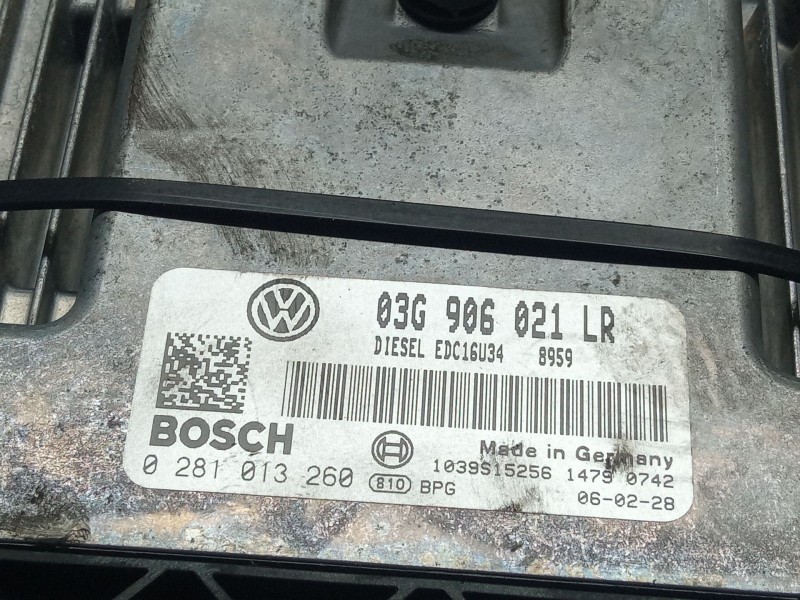 03G 906 021 LR
DIESEL EDC16U34 8959
BOSCH
Made in Germany
0 281 013 260
810
BPG
1039S15256 1479 0742
06-02-28